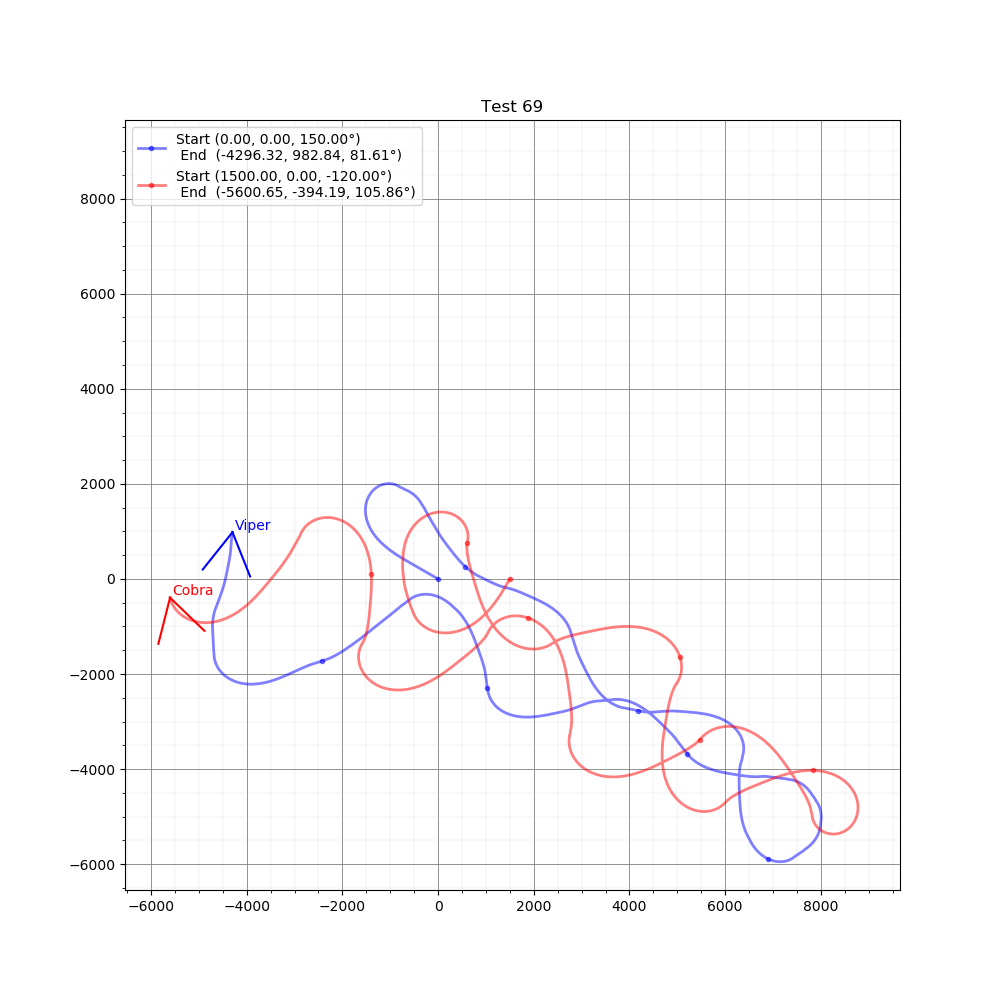 Test 69
Start (0.00, 0.00, 150.00°)
End (-4296.32, 982.84, 81.61°)
Start (1500.00, 0.00, -120.00°)
End (-5600.65, -394.19, 105.86°)
8000
6000
4000
2000
0
−2000
−4000
−6000
Viper
Cobra
−6000 −4000 −2000 0 2000 4000 6000 8000